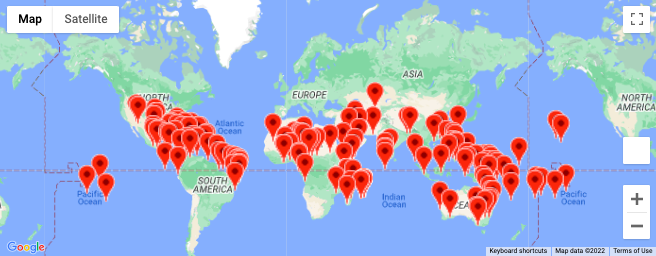 Map Satellite
ASIA
NORTH
EUROPE
NORTH
AMERICA
Atlantic
Ocean
SOUTH
AMERICA
Indian
Ocean
Pacific
Ocean
Pacific
Ocean
Google
Keyboard shortcuts Map data ©2022 Terms of Use